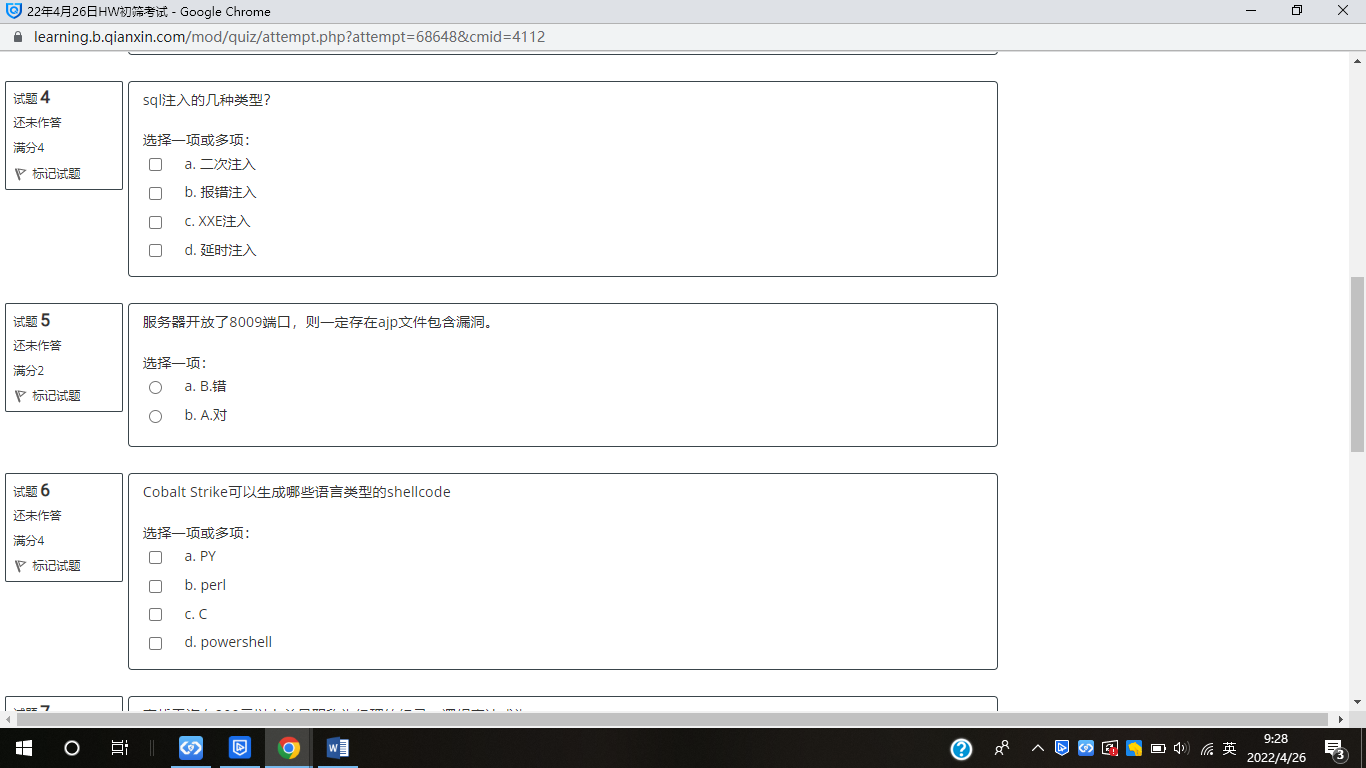 22年4月26日HW初筛考试 - Google Chrome
learning.b.qianxin.com/mod/quiz/attempt.php?attempt=68648&cmid=4112
试题 4
还未作答
满分4
标记试题
sql注入的几种类型?
选择一项或多项:
a. 二次注入
b. 报错注入
c. XXE注入
d. 延时注入
试题 5
还未作答
满分2
标记试题
服务器开放了8009端口，则一定存在ajp文件包含漏洞。
选择一项:
a. B.错
b. A.对
试题 6
还未作答
满分4
标记试题
Cobalt Strike可以生成哪些语言类型的shellcode
选择一项或多项:
a. PY
b. perl
c. C
d. powershell
试题 7
英
9:28
2022/4/26
3